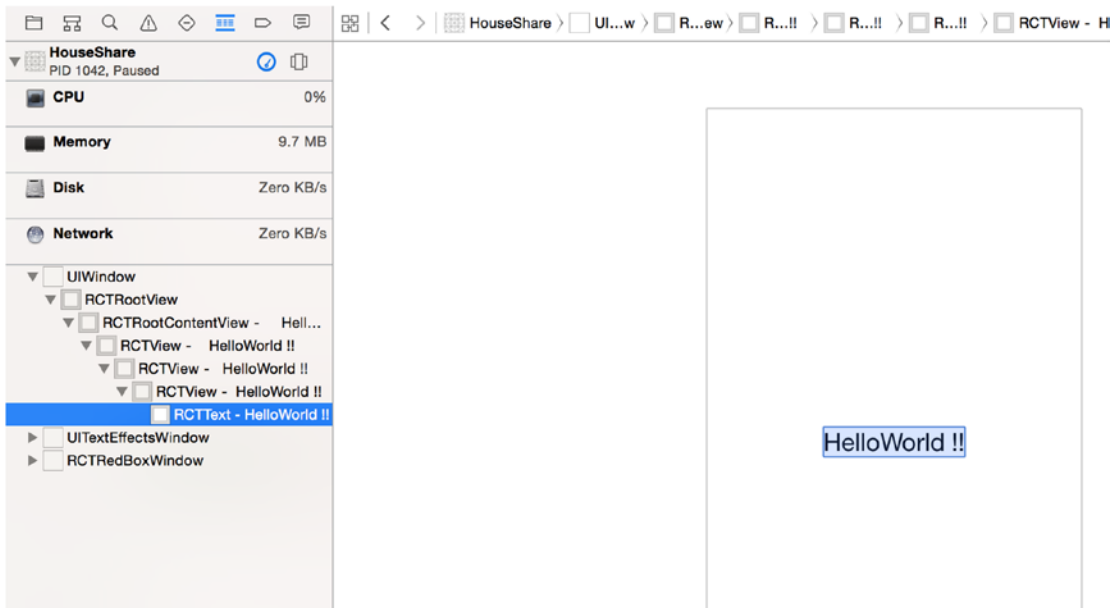 HouseShare 〉 UI...w 〉 R...ew 〉 R...!! 〉 R...!! 〉 R...!! 〉 RCTView - H
HouseShare
PID 1042, Paused
CPU 0%
Memory 9.7 MB
Disk Zero KB/s
Network Zero KB/s
UIWindow
RCTRootView
RCTRootContentView - Hell...
RCTView - HelloWorld !!
RCTView - HelloWorld !!
RCTView - HelloWorld !!
RCTText - HelloWorld !!
UITextEffectsWindow
RCTRedBoxWindow
HelloWorld !!